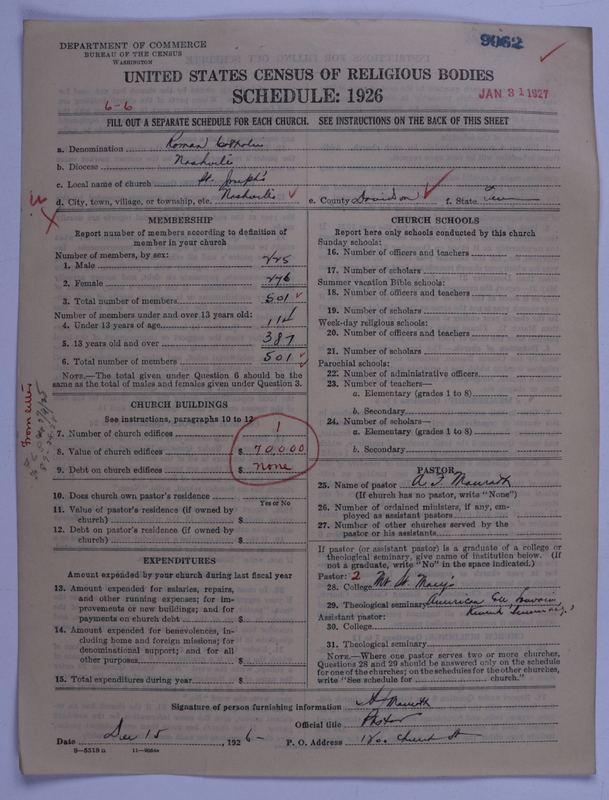 DEPARTMENT OF COMMERCE
BUREAU OF THE CENSUS
WASHINGTON
9062
UNITED STATES CENSUS OF RELIGIOUS BODIES
SCHEDULE: 1926
6-6
JAN 31 1927
FILL OUT A SEPARATE SCHEDULE FOR EACH CHURCH. SEE INSTRUCTIONS ON THE BACK OF THIS SHEET
a. Denomination Roman Catholic
b. Diocese Nashville
c. Local name of church St. Joseph's
d. City, town, village, or township, etc. Nashville e. County Davidson f. State Tenn
MEMBERSHIP
Report number of members according to definition of
member in your church
Number of members, by sex:
1. Male 225
2. Female 276
3. Total number of members 501
Number of members under and over 13 years old:
4. Under 13 years of age 114
5. 13 years old and over 387
6. Total number of members 501
NOTE.—The total given under Question 6 should be the
same as the total of males and females given under Question 3.
CHURCH BUILDINGS
See instructions, paragraphs 10 to 12
7. Number of church edifices 1
8. Value of church edifices $ 70000
9. Debt on church edifices $ None
10. Does church own pastor's residence
Yes or No
11. Value of pastor's residence (if owned by
church) $
12. Debt on pastor's residence (if owned by
church) $
EXPENDITURES
Amount expended by your church during last fiscal year
13. Amount expended for salaries, repairs,
and other running expenses; for im-
provements or new buildings; and for
payments on church debt $
14. Amount expended for benevolences, in-
cluding home and foreign missions; for
denominational support; and for all
other purposes $
15. Total expenditures during year $
CHURCH SCHOOLS
Report here only schools conducted by this church
Sunday schools:
16. Number of officers and teachers
17. Number of scholars
Summer vacation Bible schools:
18. Number of officers and teachers
19. Number of scholars
Week-day religious schools:
20. Number of officers and teachers
21. Number of scholars
Parochial schools:
22. Number of administrative officers
23. Number of teachers—
a. Elementary (grades 1 to 8)
b. Secondary
24. Number of scholars—
a. Elementary (grades 1 to 8)
b. Secondary
PASTOR
25. Name of pastor
(If church has no pastor, write "None")
26. Number of ordained ministers, if any, em-
ployed as assistant pastors
27. Number of other churches served by the
pastor or his assistants
If pastor (or assistant pastor) is a graduate of a college or
theological seminary, give name of institution below. (If
not a graduate, write "No" in the space indicated.)
Pastor: 2
28. College Mt St Mary's
29. Theological seminary American
Assistant pastor:
30. College
31. Theological seminary
NOTE.—Where one pastor serves two or more churches,
Questions 28 and 29 should be answered only on the schedule
for one of the churches; on the schedules for the other churches,
write "See schedule for church."
Signature of person furnishing information
Official title Pastor
Date Dec 15, 1926 P. O. Address Church St
8—5318a 11—9664a
From letter